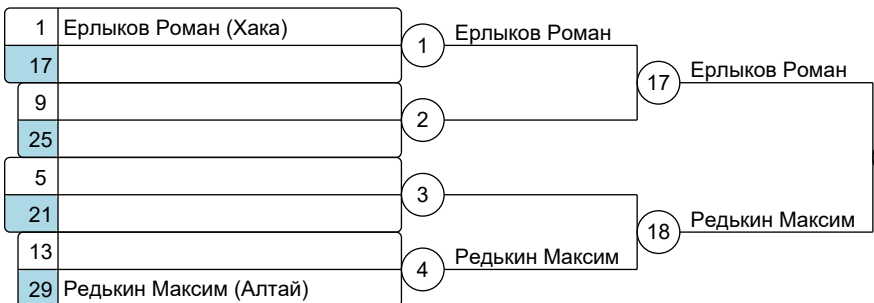 1 Ерлыков Роман (Хака)
1 Ерлыков Роман
17
17 Ерлыков Роман
9
2
25
5
3
21
18 Редькин Максим
13
4 Редькин Максим
29 Редькин Максим (Алтай)